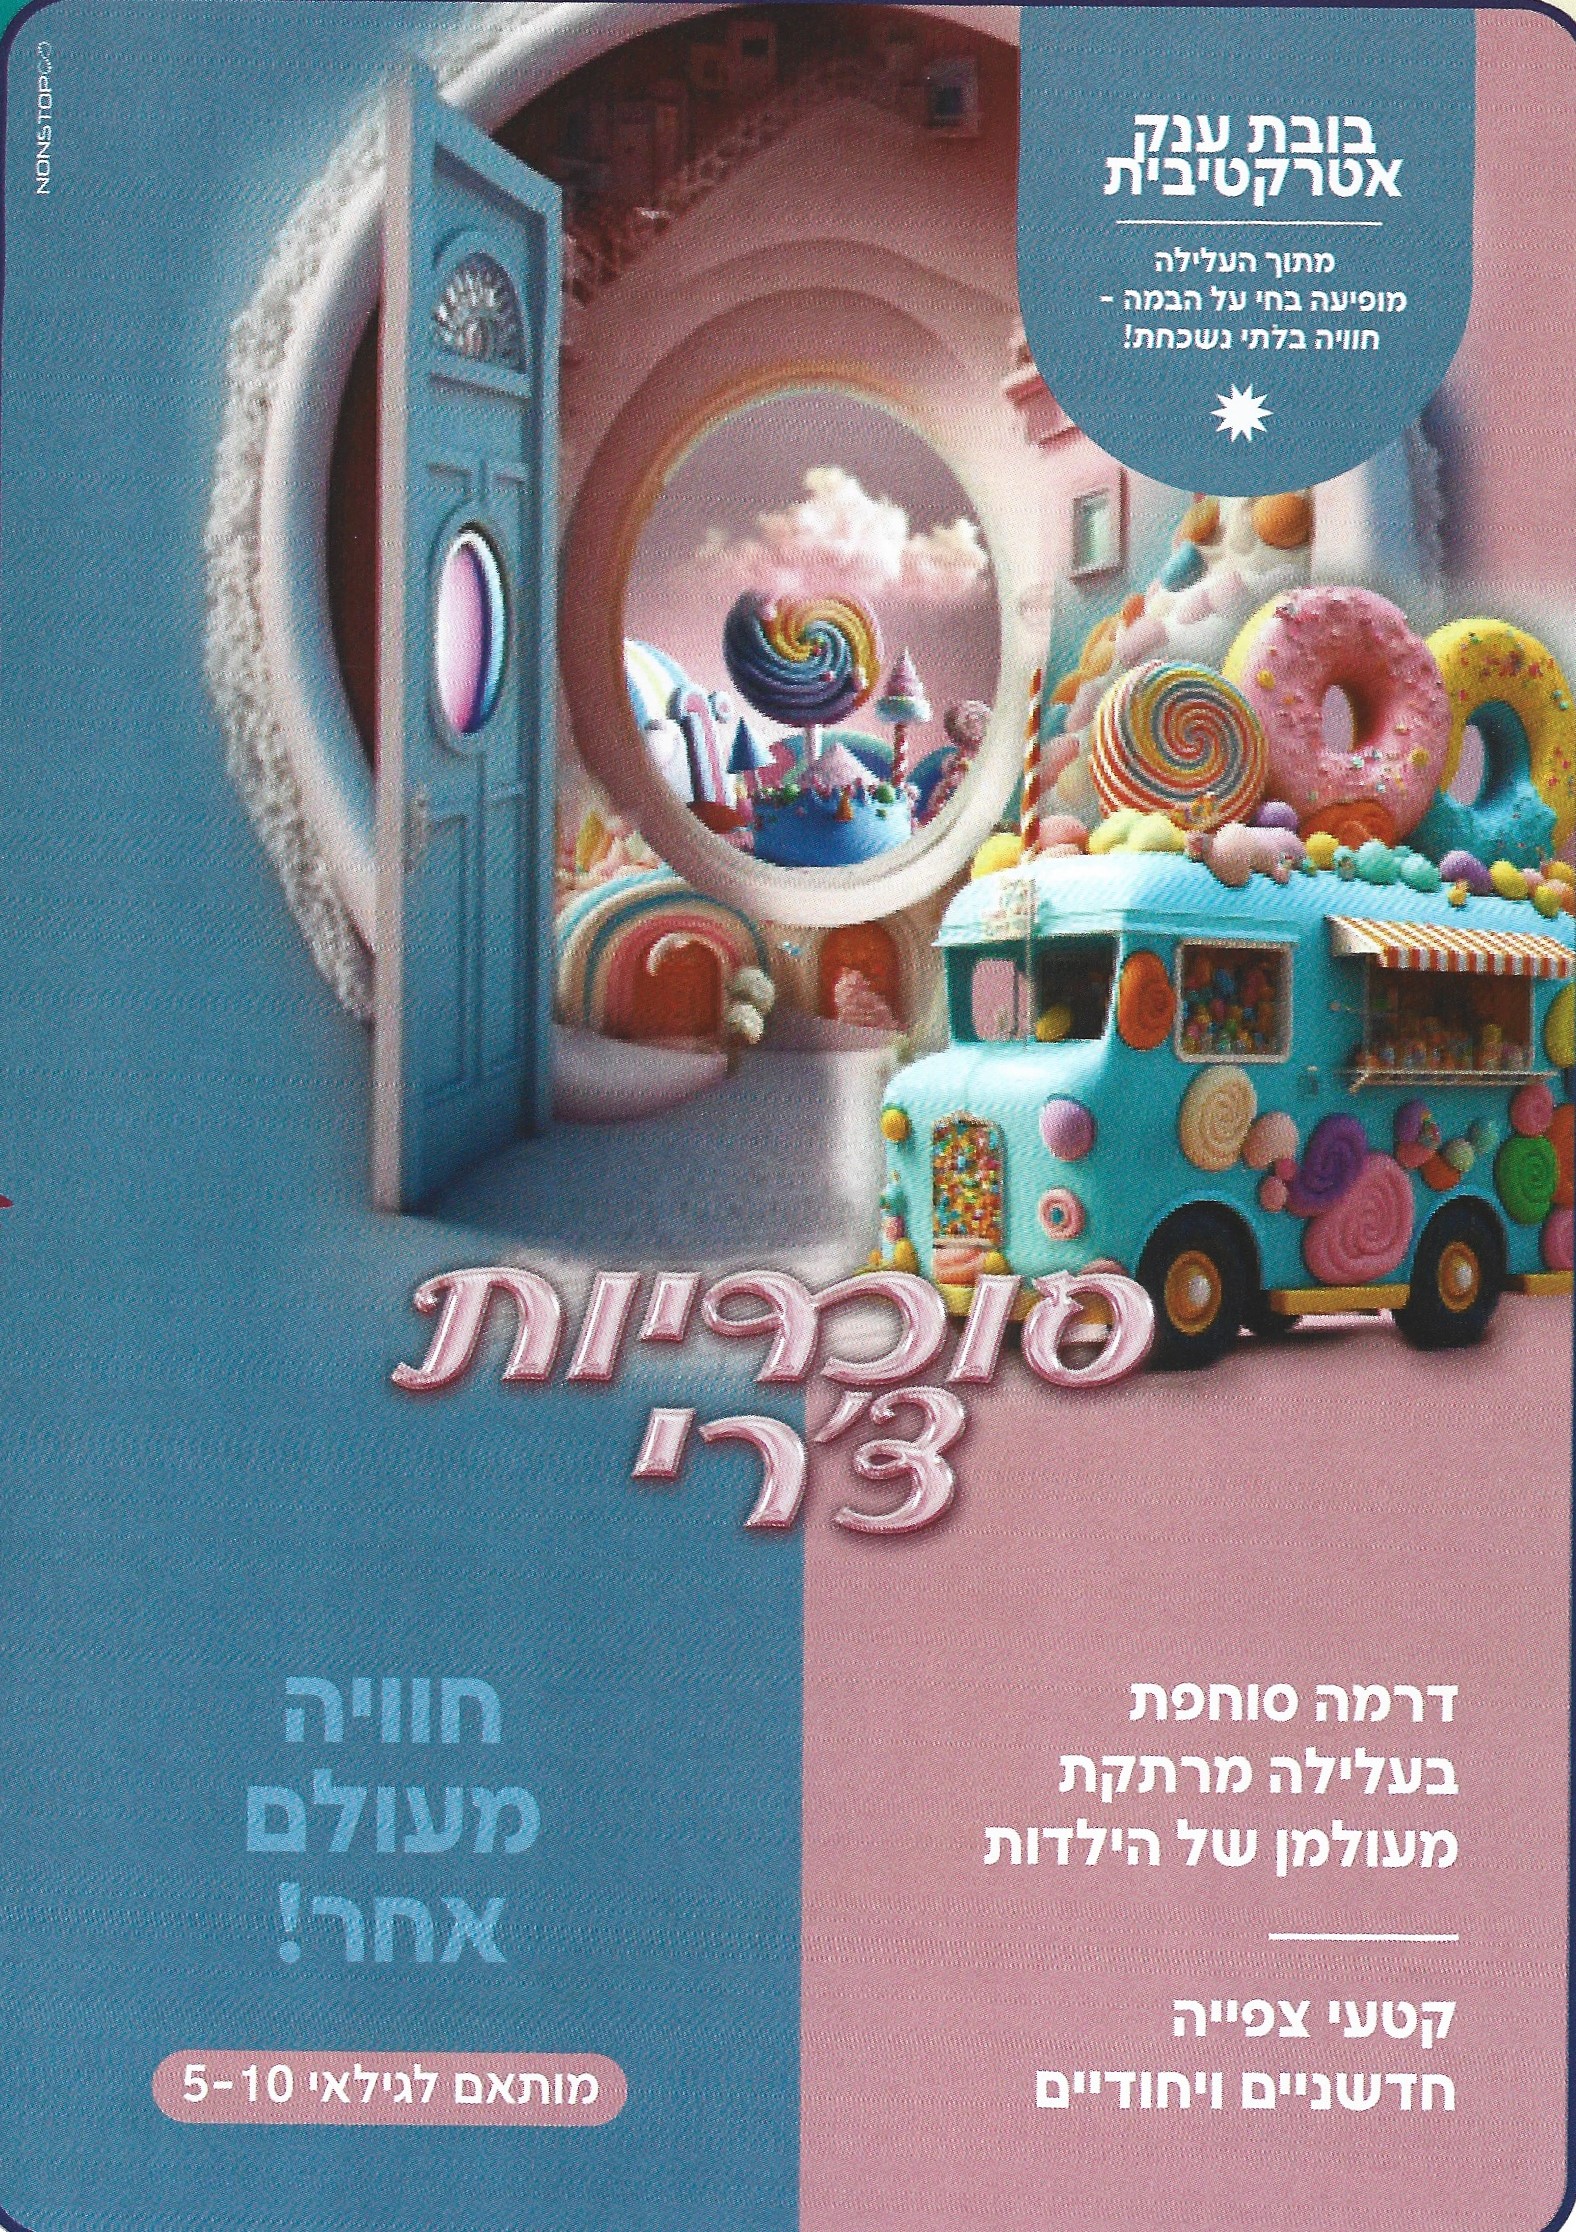 NONSTOP
בובת ענק
אטרקטיבית
מתוך העלילה
מופיעה בחי על הבמה -
חוויה בלתי נשכחת!
סוכריות
צ'רי
דרמה סוחפת
בעלילה מרתקת
מעולמן של הילדות
קטעי צפייה
חדשניים ויחודיים
חוויה
מעולם
אחר!
מותאם לגילאי 5-10